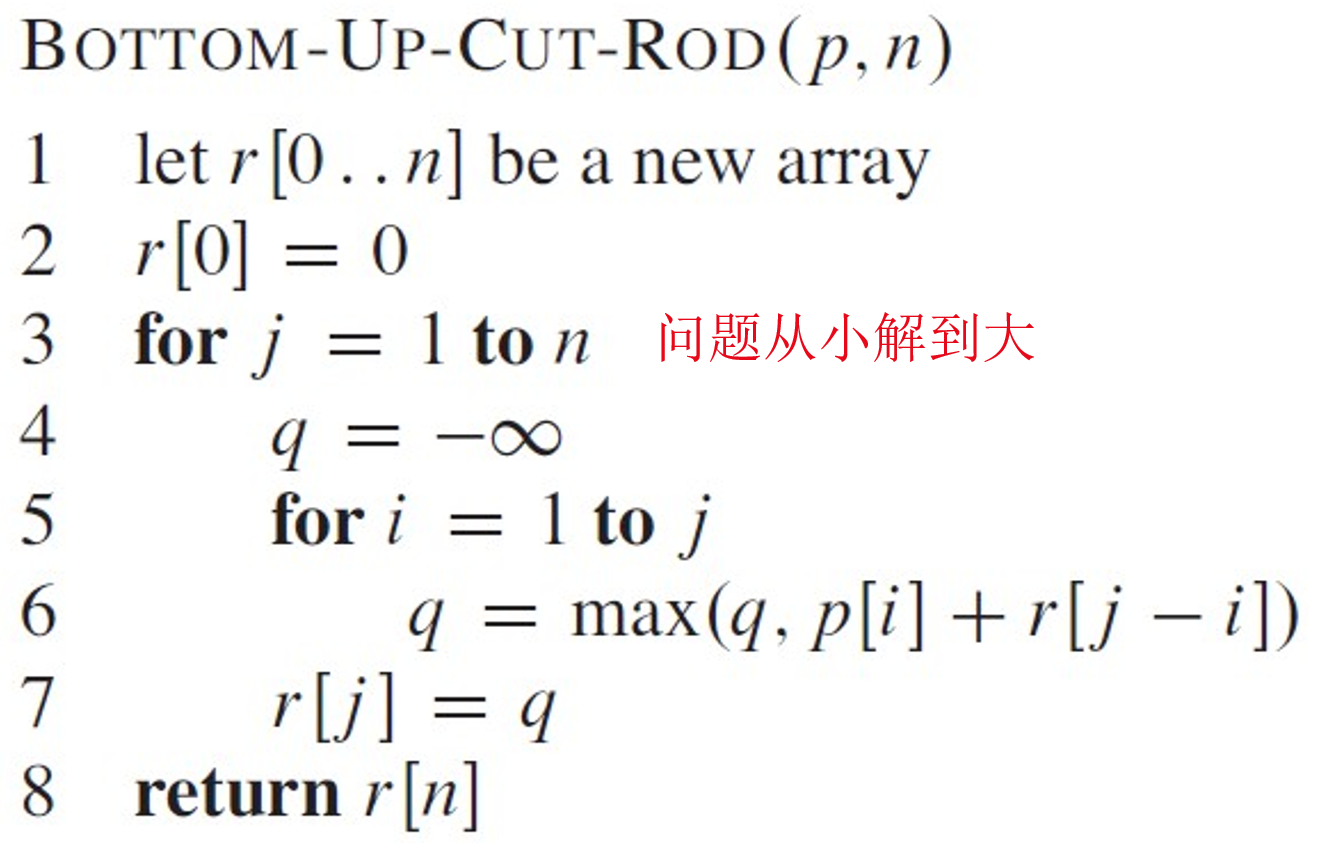 BOTTOM-UP-CUT-ROD(p, n)
1 let r[0..n] be a new array
2 r[0] = 0
3 for j = 1 to n 问题从小解到大
4 q = −∞
5 for i = 1 to j
6 q = max(q, p[i] + r[j − i])
7 r[j] = q
8 return r[n]